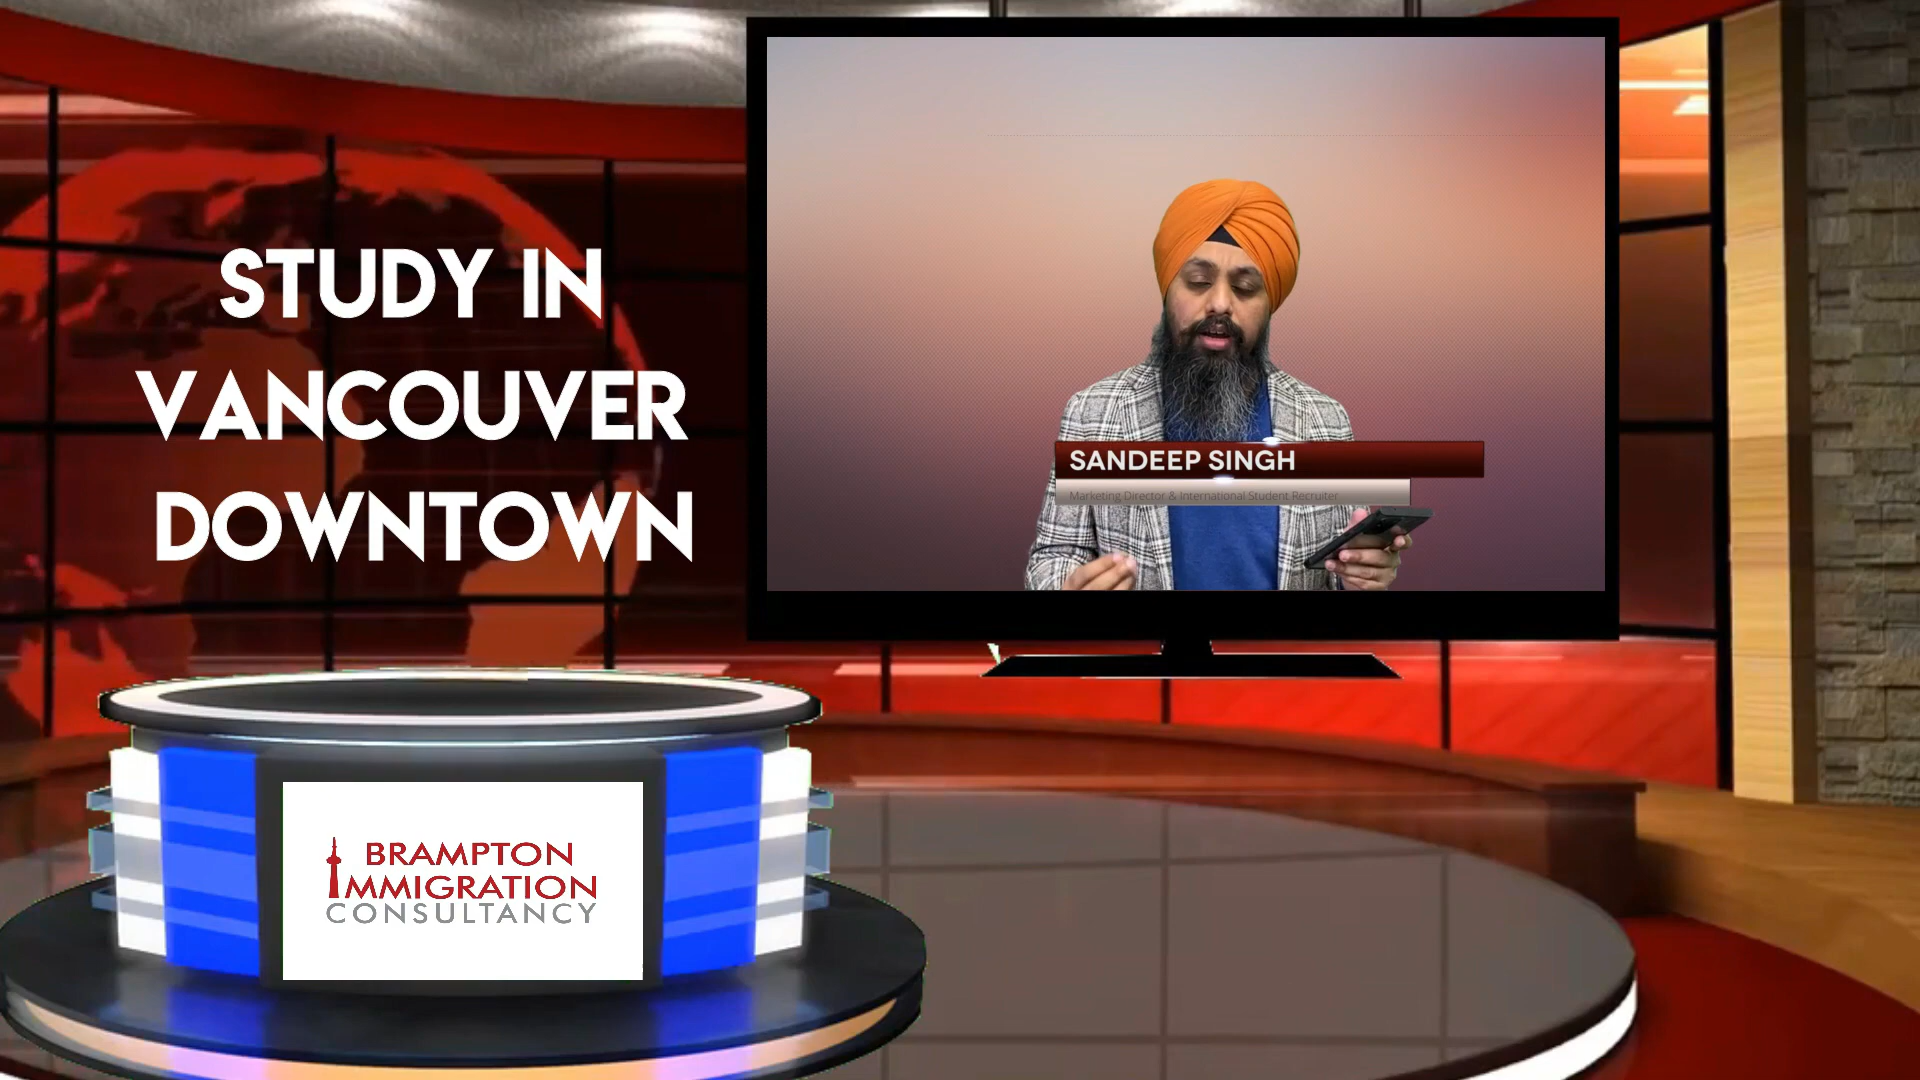 STUDY IN
VANCOUVER
DOWNTOWN
SANDEEP SINGH
Marketing Director & International Student Recruiter
BRAMPTON
IMMIGRATION
CONSULTANCY